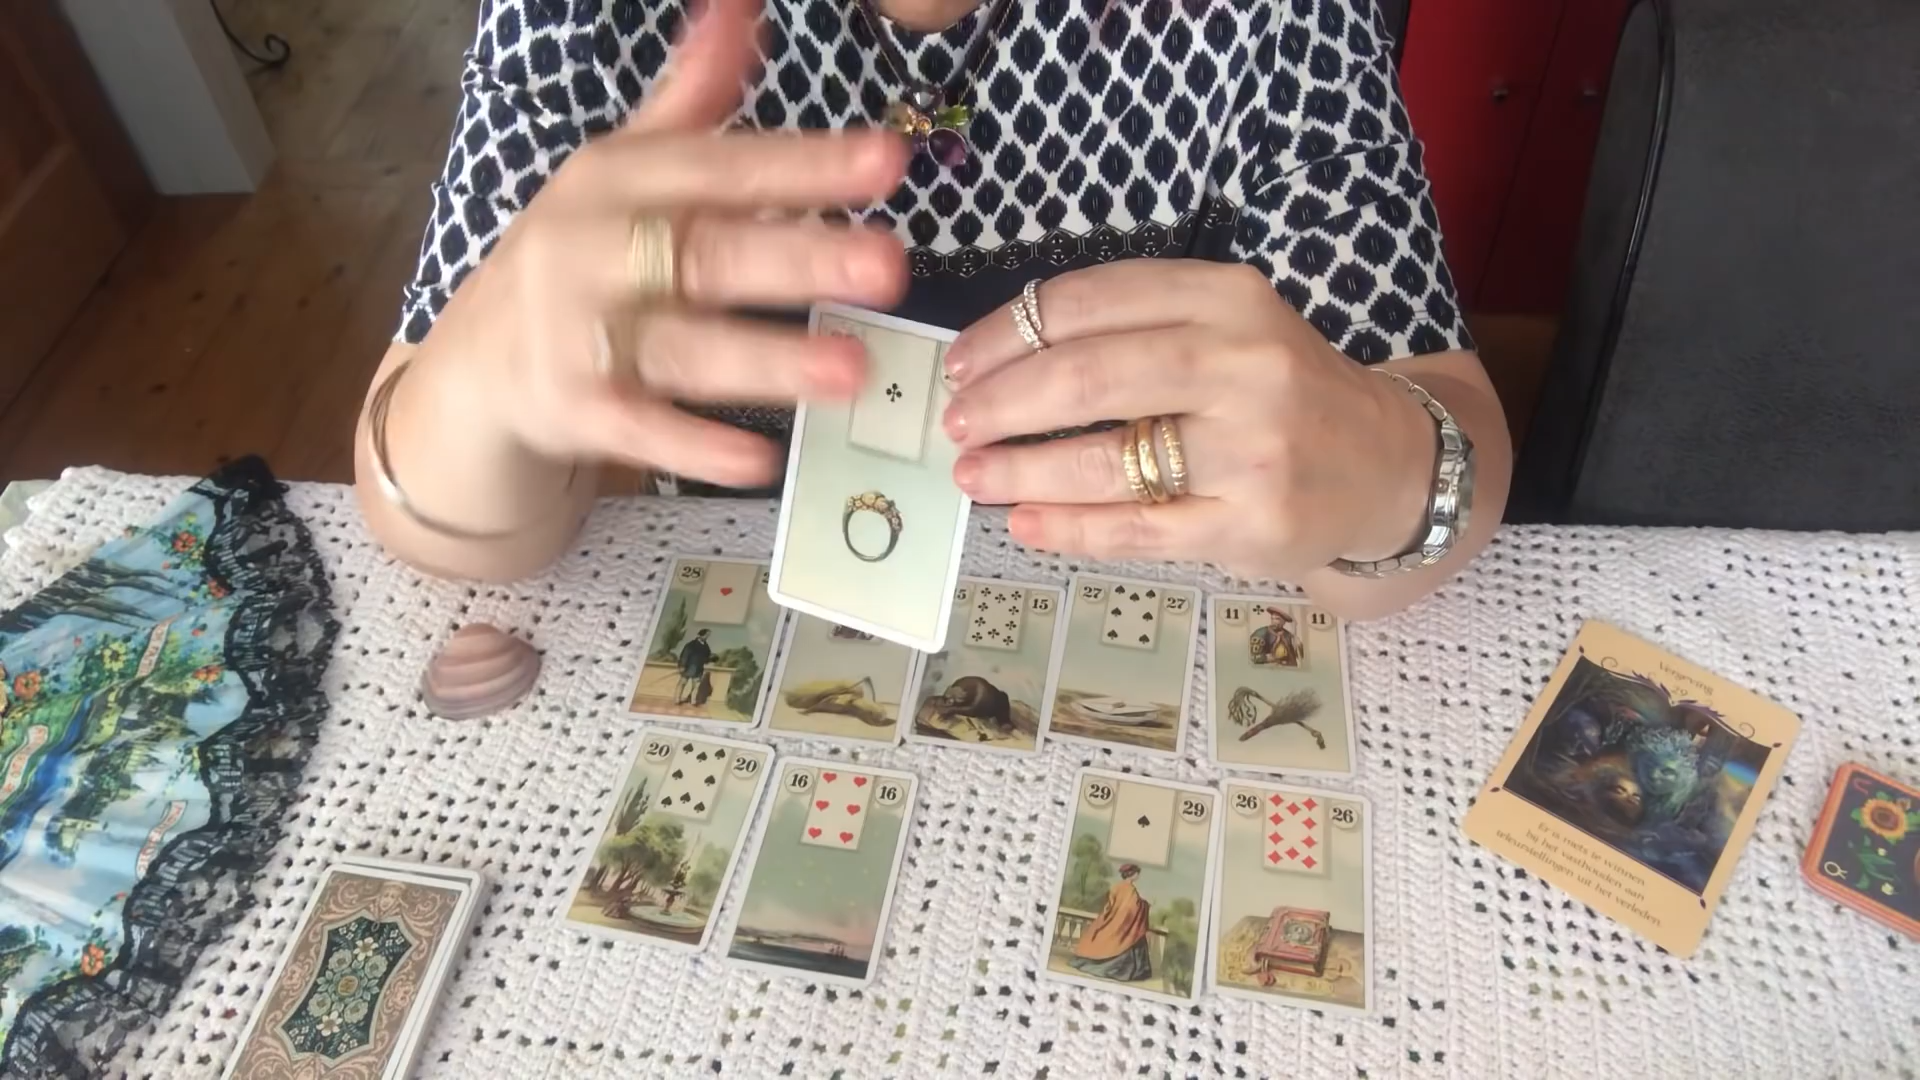 28
5 15
27 27
11 11
20 20
16 16
29 29
26 26
Vergeving
29
Er is niets te winnen
bij het vasthouden aan
teleurstellingen uit het verleden